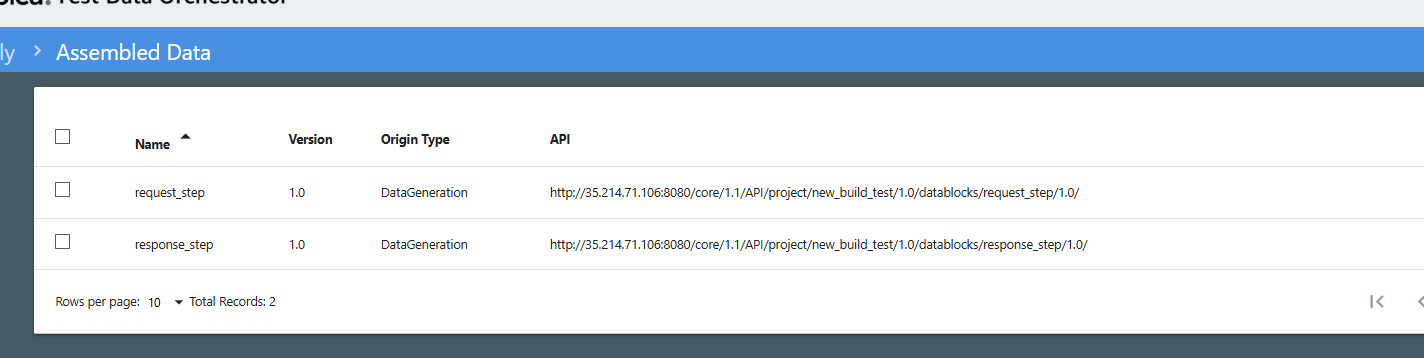 Test Data Orchestrator
ly > Assembled Data
Name Version Origin Type API
request_step 1.0 DataGeneration http://35.214.71.106:8080/core/1.1/API/project/new_build_test/1.0/datablocks/request_step/1.0/
response_step 1.0 DataGeneration http://35.214.71.106:8080/core/1.1/API/project/new_build_test/1.0/datablocks/response_step/1.0/
Rows per page: 10 Total Records: 2